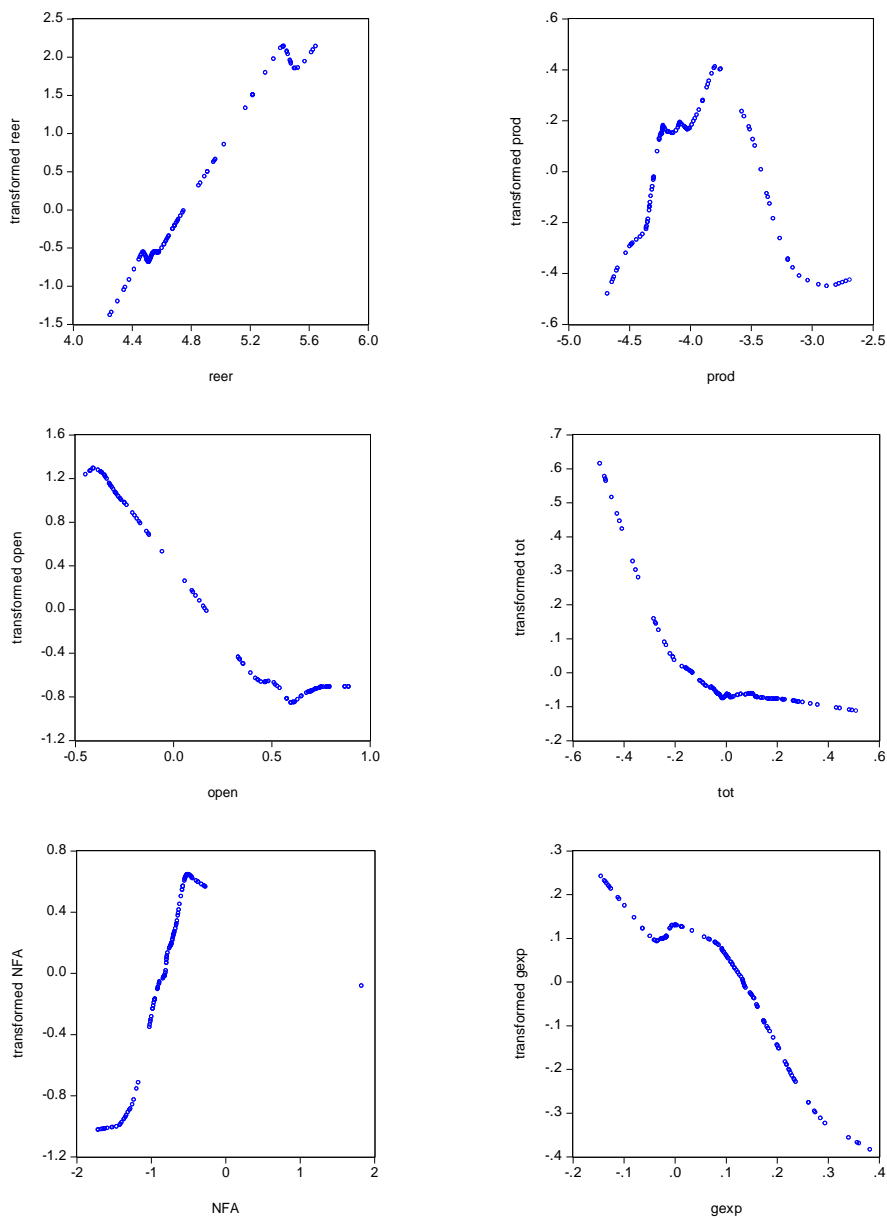 2.5
2.0
1.5
1.0
0.5
0.0
-0.5
-1.0
-1.5
4.0 4.4 4.8 5.2 5.6 6.0
reer
transformed reer
.6
.4
.2
.0
-.2
-.4
-.6
-5.0 -4.5 -4.0 -3.5 -3.0 -2.5
prod
transformed prod
1.6
1.2
0.8
0.4
0.0
-0.4
-0.8
-1.2
-0.5 0.0 0.5 1.0
open
transformed open
.7
.6
.5
.4
.3
.2
.1
.0
-.1
-.2
-.6 -.4 -.2 .0 .2 .4 .6
tot
transformed tot
0.8
0.4
0.0
-0.4
-0.8
-1.2
-2 -1 0 1 2
NFA
transformed NFA
.3
.2
.1
.0
-.1
-.2
-.3
-.4
-.2 -.1 .0 .1 .2 .3 .4
gexp
transformed gexp